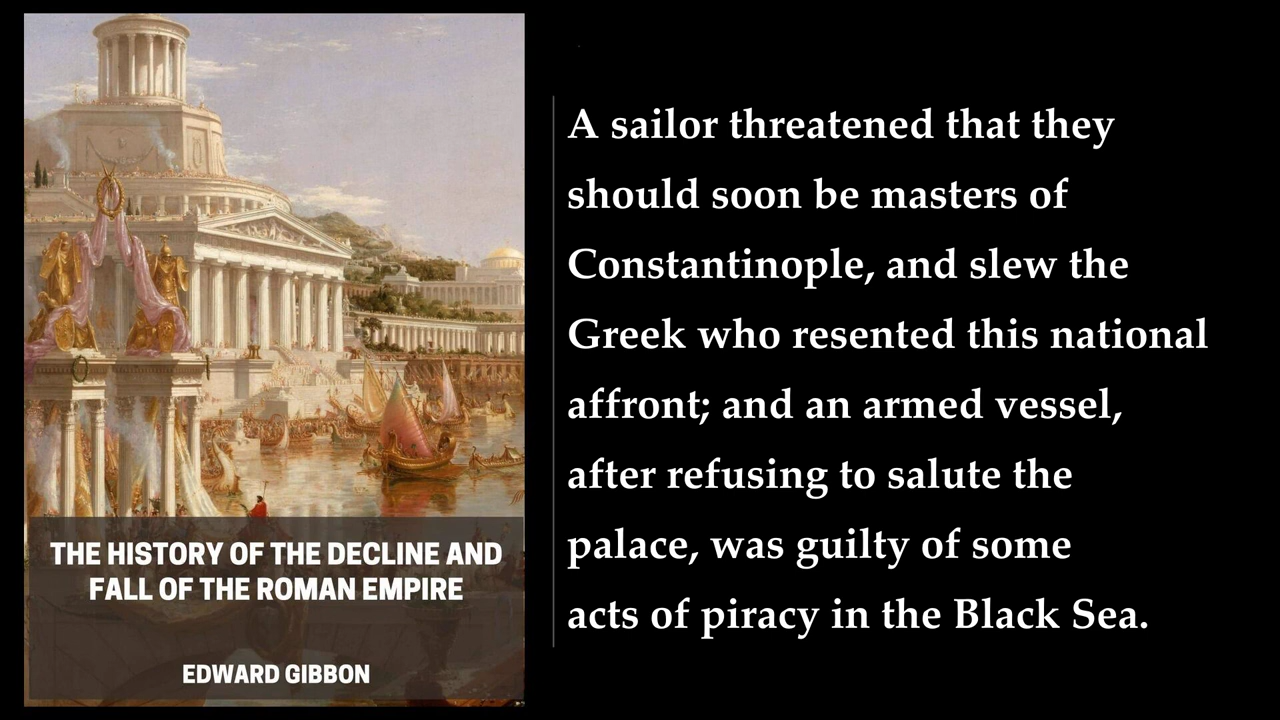 THE HISTORY OF THE DECLINE AND
FALL OF THE ROMAN EMPIRE
EDWARD GIBBON
A sailor threatened that they
should soon be masters of
Constantinople, and slew the
Greek who resented this national
affront; and an armed vessel,
after refusing to salute the
palace, was guilty of some
acts of piracy in the Black Sea.